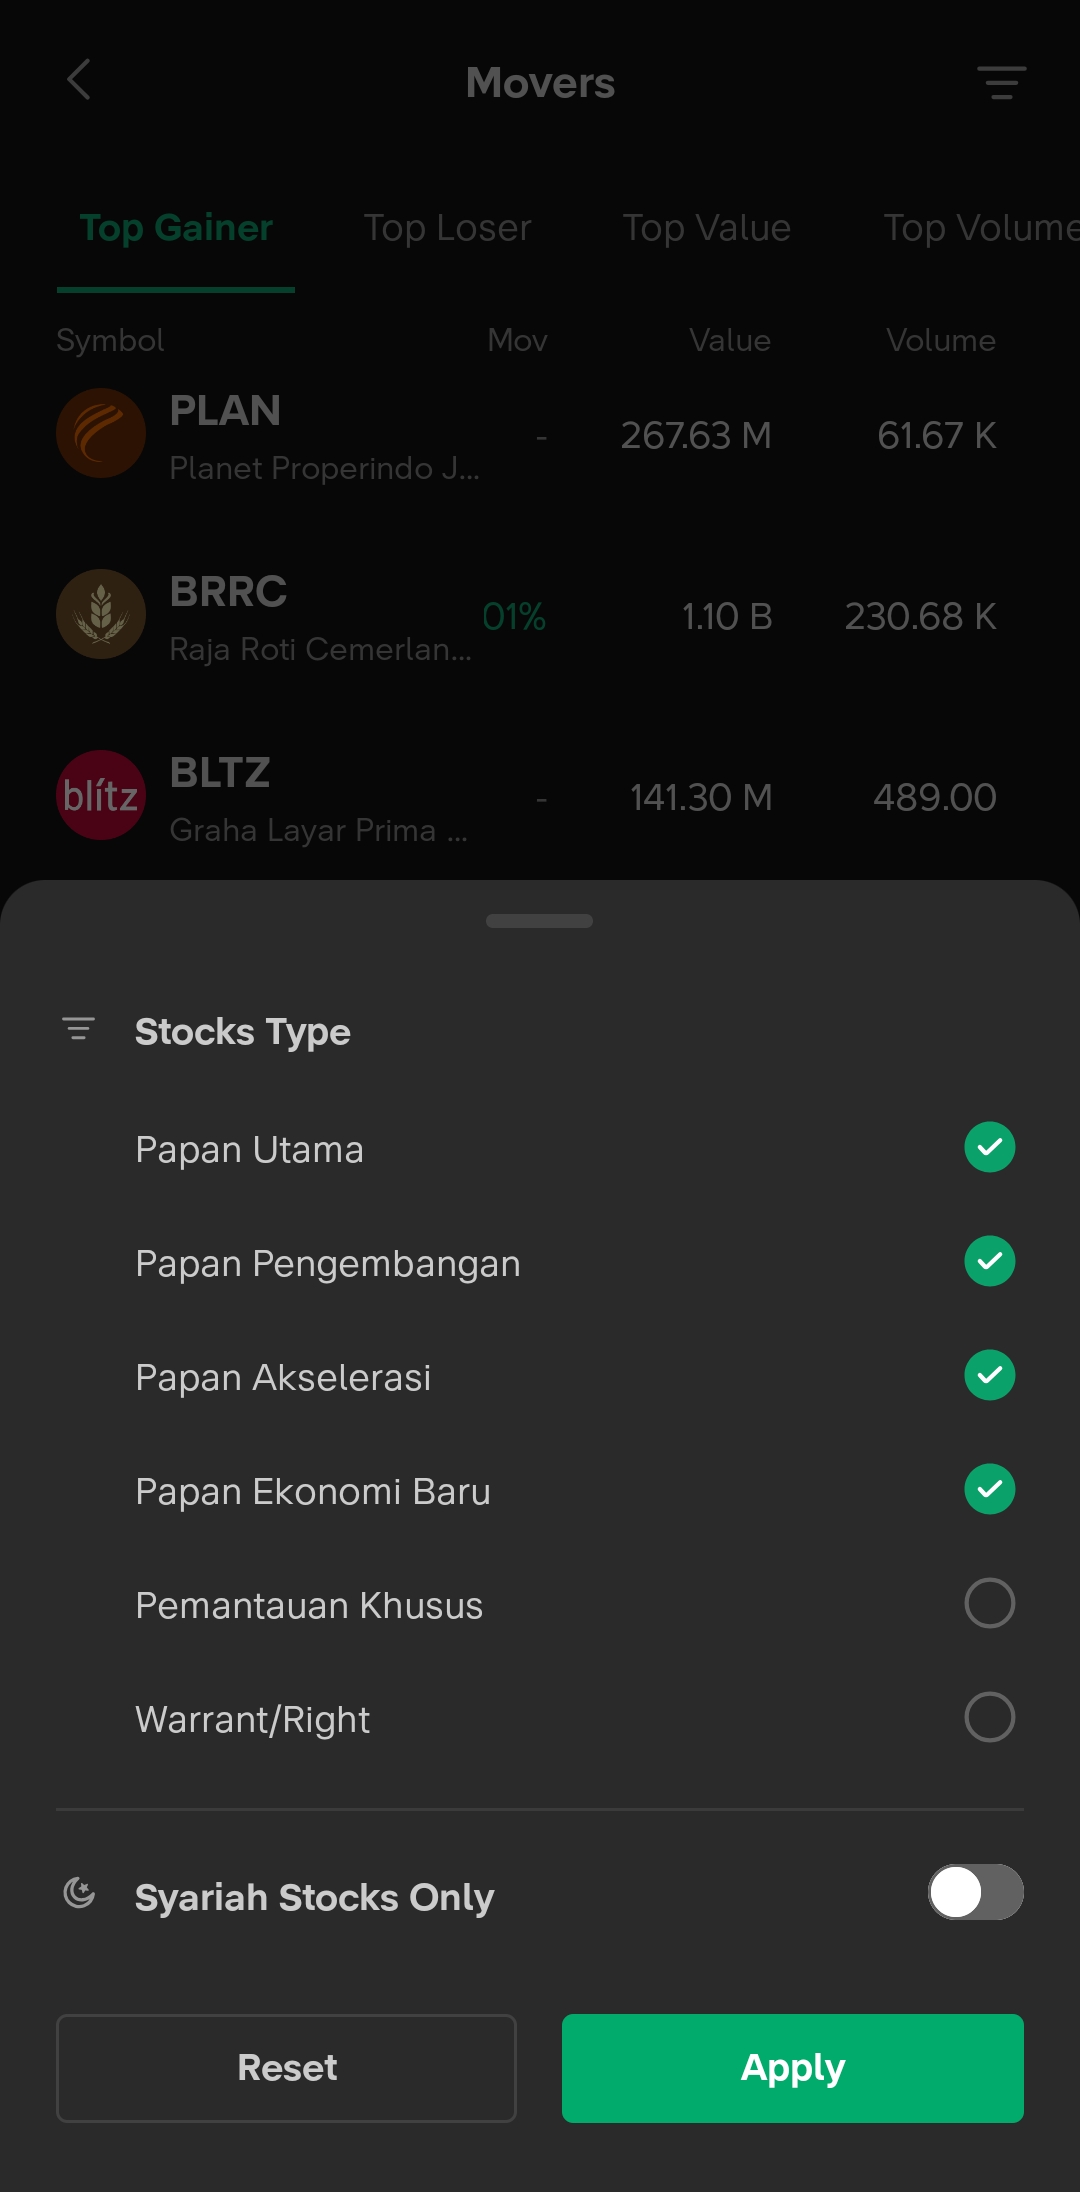 Movers
Top Gainer Top Loser Top Value Top Volume
Symbol Mov Value Volume
PLAN
Planet Properindo J... - 267.63 M 61.67 K
BRRC
Raja Roti Cemerlan... 01% 1.10 B 230.68 K
blitz
BLTZ
Graha Layar Prima ... - 141.30 M 489.00
Stocks Type
Papan Utama
Papan Pengembangan
Papan Akselerasi
Papan Ekonomi Baru
Pemantauan Khusus
Warrant/Right
Syariah Stocks Only
Reset Apply